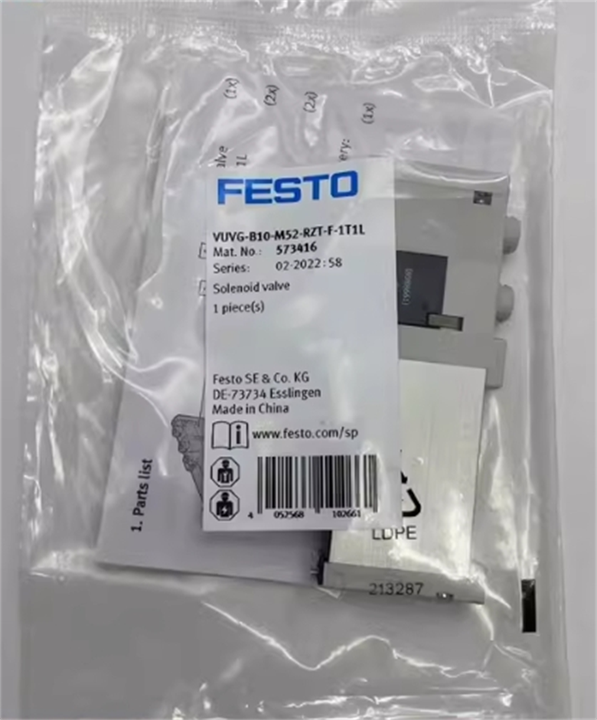 (1x)
(2x)
(2x)
(1x)
FESTO
VUVG-B10-M52-RZT-F-1T1L
Mat. No.: 573416
Series: 02-2022:58
Solenoid valve
1 piece(s)
Festo SE & Co. KG
DE-73734 Esslingen
Made in China
www.festo.com/sp
4 052568 102661
1. Parts list
LDPE
213287